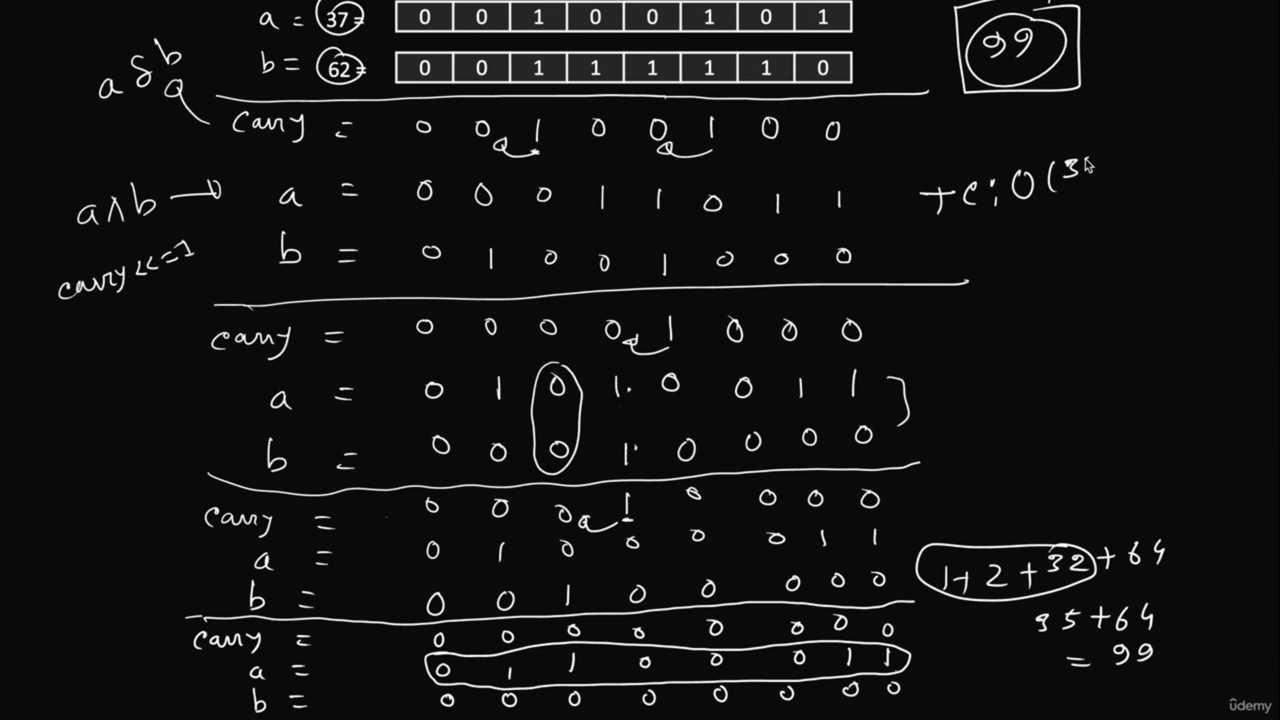 a = 37 = 0 0 1 0 0 1 0 1
99
b = 62 = 0 0 1 1 1 1 1 0
a & b
carry = 0 0 1 0 0 1 0 0
a ^ b → a = 0 0 0 1 1 0 1 1
TC: O(3
carry <<= 1
b = 0 1 0 0 1 0 0 0
carry = 0 0 0 0 1 0 0 0
a = 0 1 0 1 0 0 1 1
b = 0 0 0 1 0 0 0 0
carry = 0 0 0 1 0 0 0 0
a = 0 1 0 0 0 0 1 1
1 + 2 + 32 + 64
b = 0 0 1 0 0 0 0 0
35 + 64
carry = 0 0 0 0 0 0 0 0
= 99
a = 0 1 1 0 0 0 1 1
b = 0 0 0 0 0 0 0 0
ûdemy